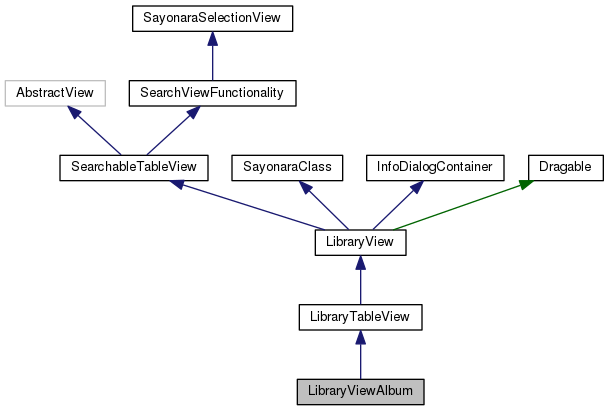 SayonaraSelectionView
AbstractView
SearchViewFunctionality
SearchableTableView
SayonaraClass
InfoDialogContainer
Dragable
LibraryView
LibraryTableView
LibraryViewAlbum